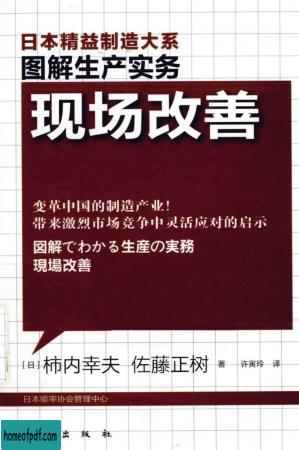 日本精益制造大系
图解生产实务
现场改善
变革中国的制造产业!
带来激烈市场竞争中灵活应对的启示
図解でわかる生産の実務
現場改善
[日] 柿内幸夫 佐藤正树 著 许寅玲 译
日本能率协会管理中心
出版社
homeofpdf.com